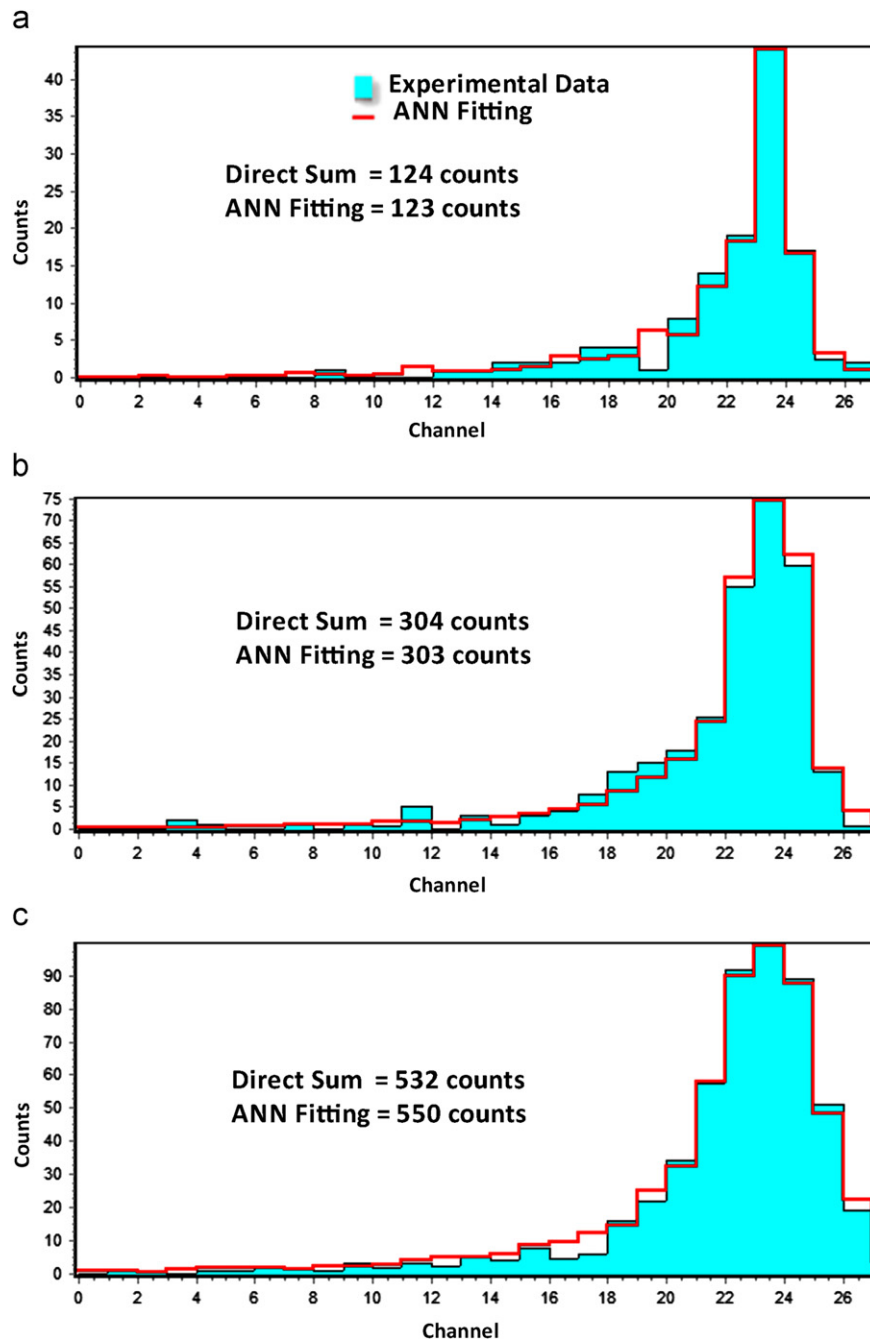 a
40
35
30
25
20
15
10
5
0
Counts
Experimental Data
ANN Fitting
Direct Sum = 124 counts
ANN Fitting = 123 counts
0 2 4 6 8 10 12 14 16 18 20 22 24 26
Channel
b
75
70
65
60
55
50
45
40
35
30
25
20
15
10
5
0
Counts
Direct Sum = 304 counts
ANN Fitting = 303 counts
0 2 4 6 8 10 12 14 16 18 20 22 24 26
Channel
c
90
80
70
60
50
40
30
20
10
0
Counts
Direct Sum = 532 counts
ANN Fitting = 550 counts
0 2 4 6 8 10 12 14 16 18 20 22 24 26
Channel